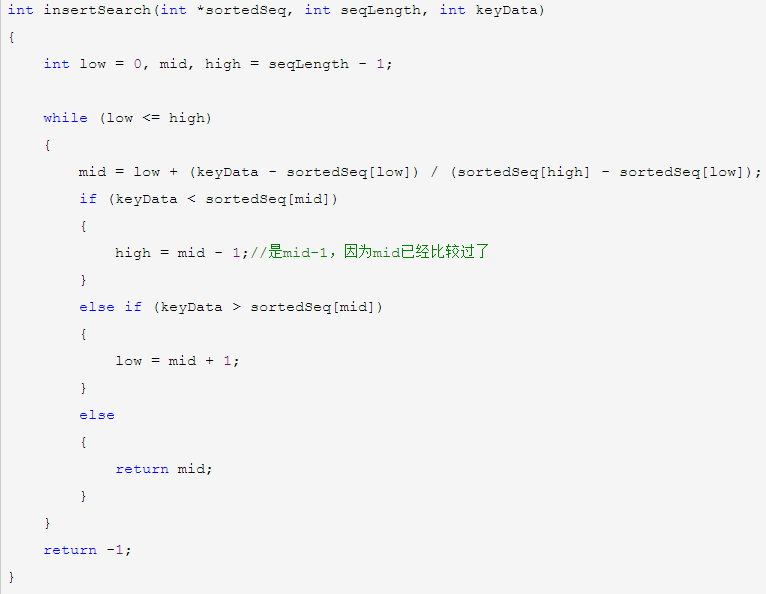 int insertSearch(int *sortedSeq, int seqLength, int keyData)
{
    int low = 0, mid, high = seqLength - 1;
    while (low <= high)
    {
        mid = low + (keyData - sortedSeq[low]) / (sortedSeq[high] - sortedSeq[low]);
        if (keyData < sortedSeq[mid])
        {
            high = mid - 1;//是mid-1，因为mid已经比较过了
        }
        else if (keyData > sortedSeq[mid])
        {
            low = mid + 1;
        }
        else
        {
            return mid;
        }
    }
    return -1;
}